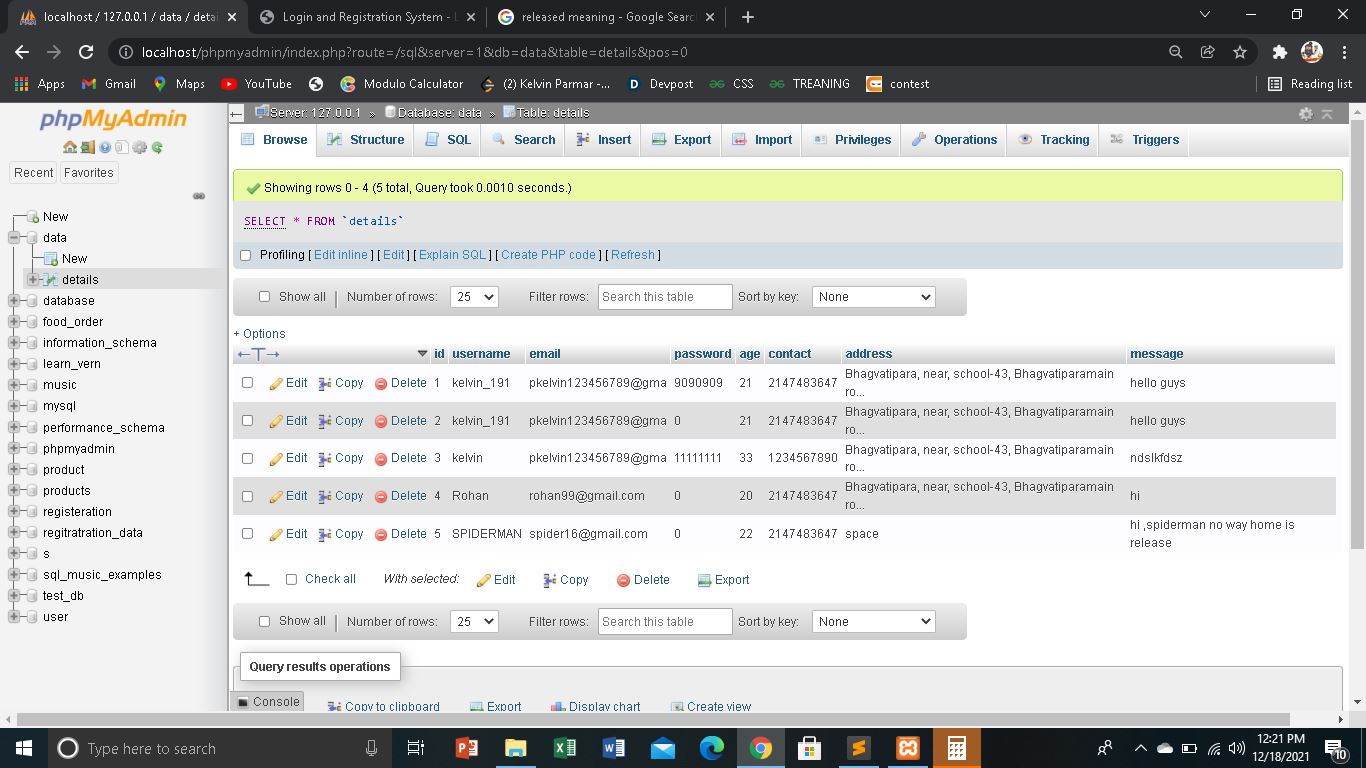 localhost / 127.0.0.1 / data / detai
Login and Registration System -
released meaning - Google Searc
localhost/phpmyadmin/index.php?route=/sql&server=1&db=data&table=details&pos=0
Apps Gmail Maps YouTube Modulo Calculator (2) Kelvin Parmar -... Devpost CSS TREANING contest Reading list
phpMyAdmin
Recent Favorites
New
data
New
details
database
food_order
information_schema
learn_vern
music
mysql
performance_schema
phpmyadmin
product
products
registeration
regitratration_data
s
sql_music_examples
test_db
user
Server: 127.0.0.1 » Database: data » Table: details
Browse Structure SQL Search Insert Export Import Privileges Operations Tracking Triggers
Showing rows 0 - 4 (5 total, Query took 0.0010 seconds.)
SELECT * FROM `details`
Profiling [ Edit inline ] [ Edit ] [ Explain SQL ] [ Create PHP code ] [ Refresh ]
Show all | Number of rows: 25 Filter rows: Search this table Sort by key: None
+ Options
←T→ id username email password age contact address message
Edit Copy Delete 1 kelvin_191 pkelvin123456789@gma 9090909 21 2147483647 Bhagvatipara, near, school-43, Bhagvatiparamain ro... hello guys
Edit Copy Delete 2 kelvin_191 pkelvin123456789@gma 0 21 2147483647 Bhagvatipara, near, school-43, Bhagvatiparamain ro... hello guys
Edit Copy Delete 3 kelvin pkelvin123456789@gma 11111111 33 1234567890 Bhagvatipara, near, school-43, Bhagvatiparamain ro... ndslkfdsz
Edit Copy Delete 4 Rohan rohan99@gmail.com 0 20 2147483647 Bhagvatipara, near, school-43, Bhagvatiparamain ro... hi
Edit Copy Delete 5 SPIDERMAN spider16@gmail.com 0 22 2147483647 space hi ,spiderman no way home is release
Check all With selected: Edit Copy Delete Export
Show all | Number of rows: 25 Filter rows: Search this table Sort by key: None
Query results operations
Console
Copy to clipboard Export Display chart Create view
Type here to search
12:21 PM
12/18/2021
10